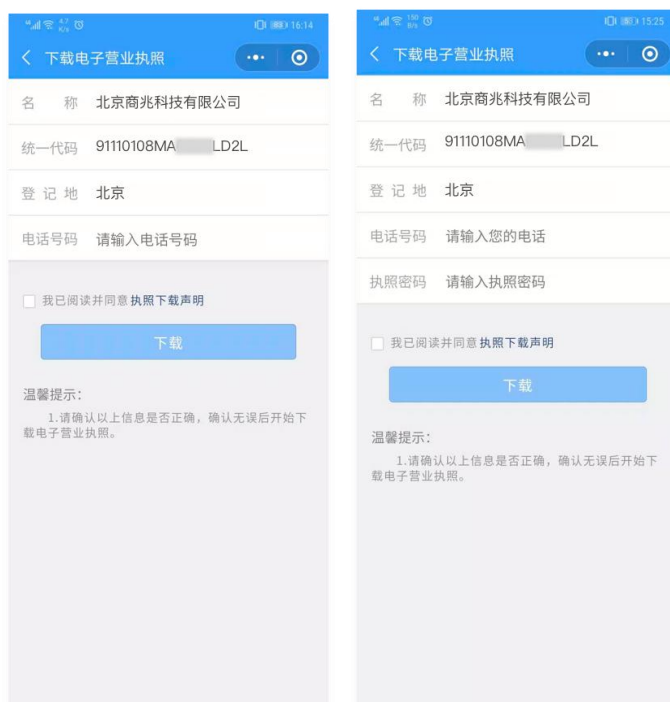 16:14
下载电子营业执照
名 称 北京商兆科技有限公司
统一代码 91110108MA LD2L
登记地 北京
电话号码 请输入电话号码
我已阅读并同意执照下载声明
下载
温馨提示:
1.请确认以上信息是否正确，确认无误后开始下
载电子营业执照。
15:25
下载电子营业执照
名 称 北京商兆科技有限公司
统一代码 91110108MA LD2L
登记地 北京
电话号码 请输入您的电话
执照密码 请输入执照密码
我已阅读并同意执照下载声明
下载
温馨提示:
1.请确认以上信息是否正确，确认无误后开始下
载电子营业执照。